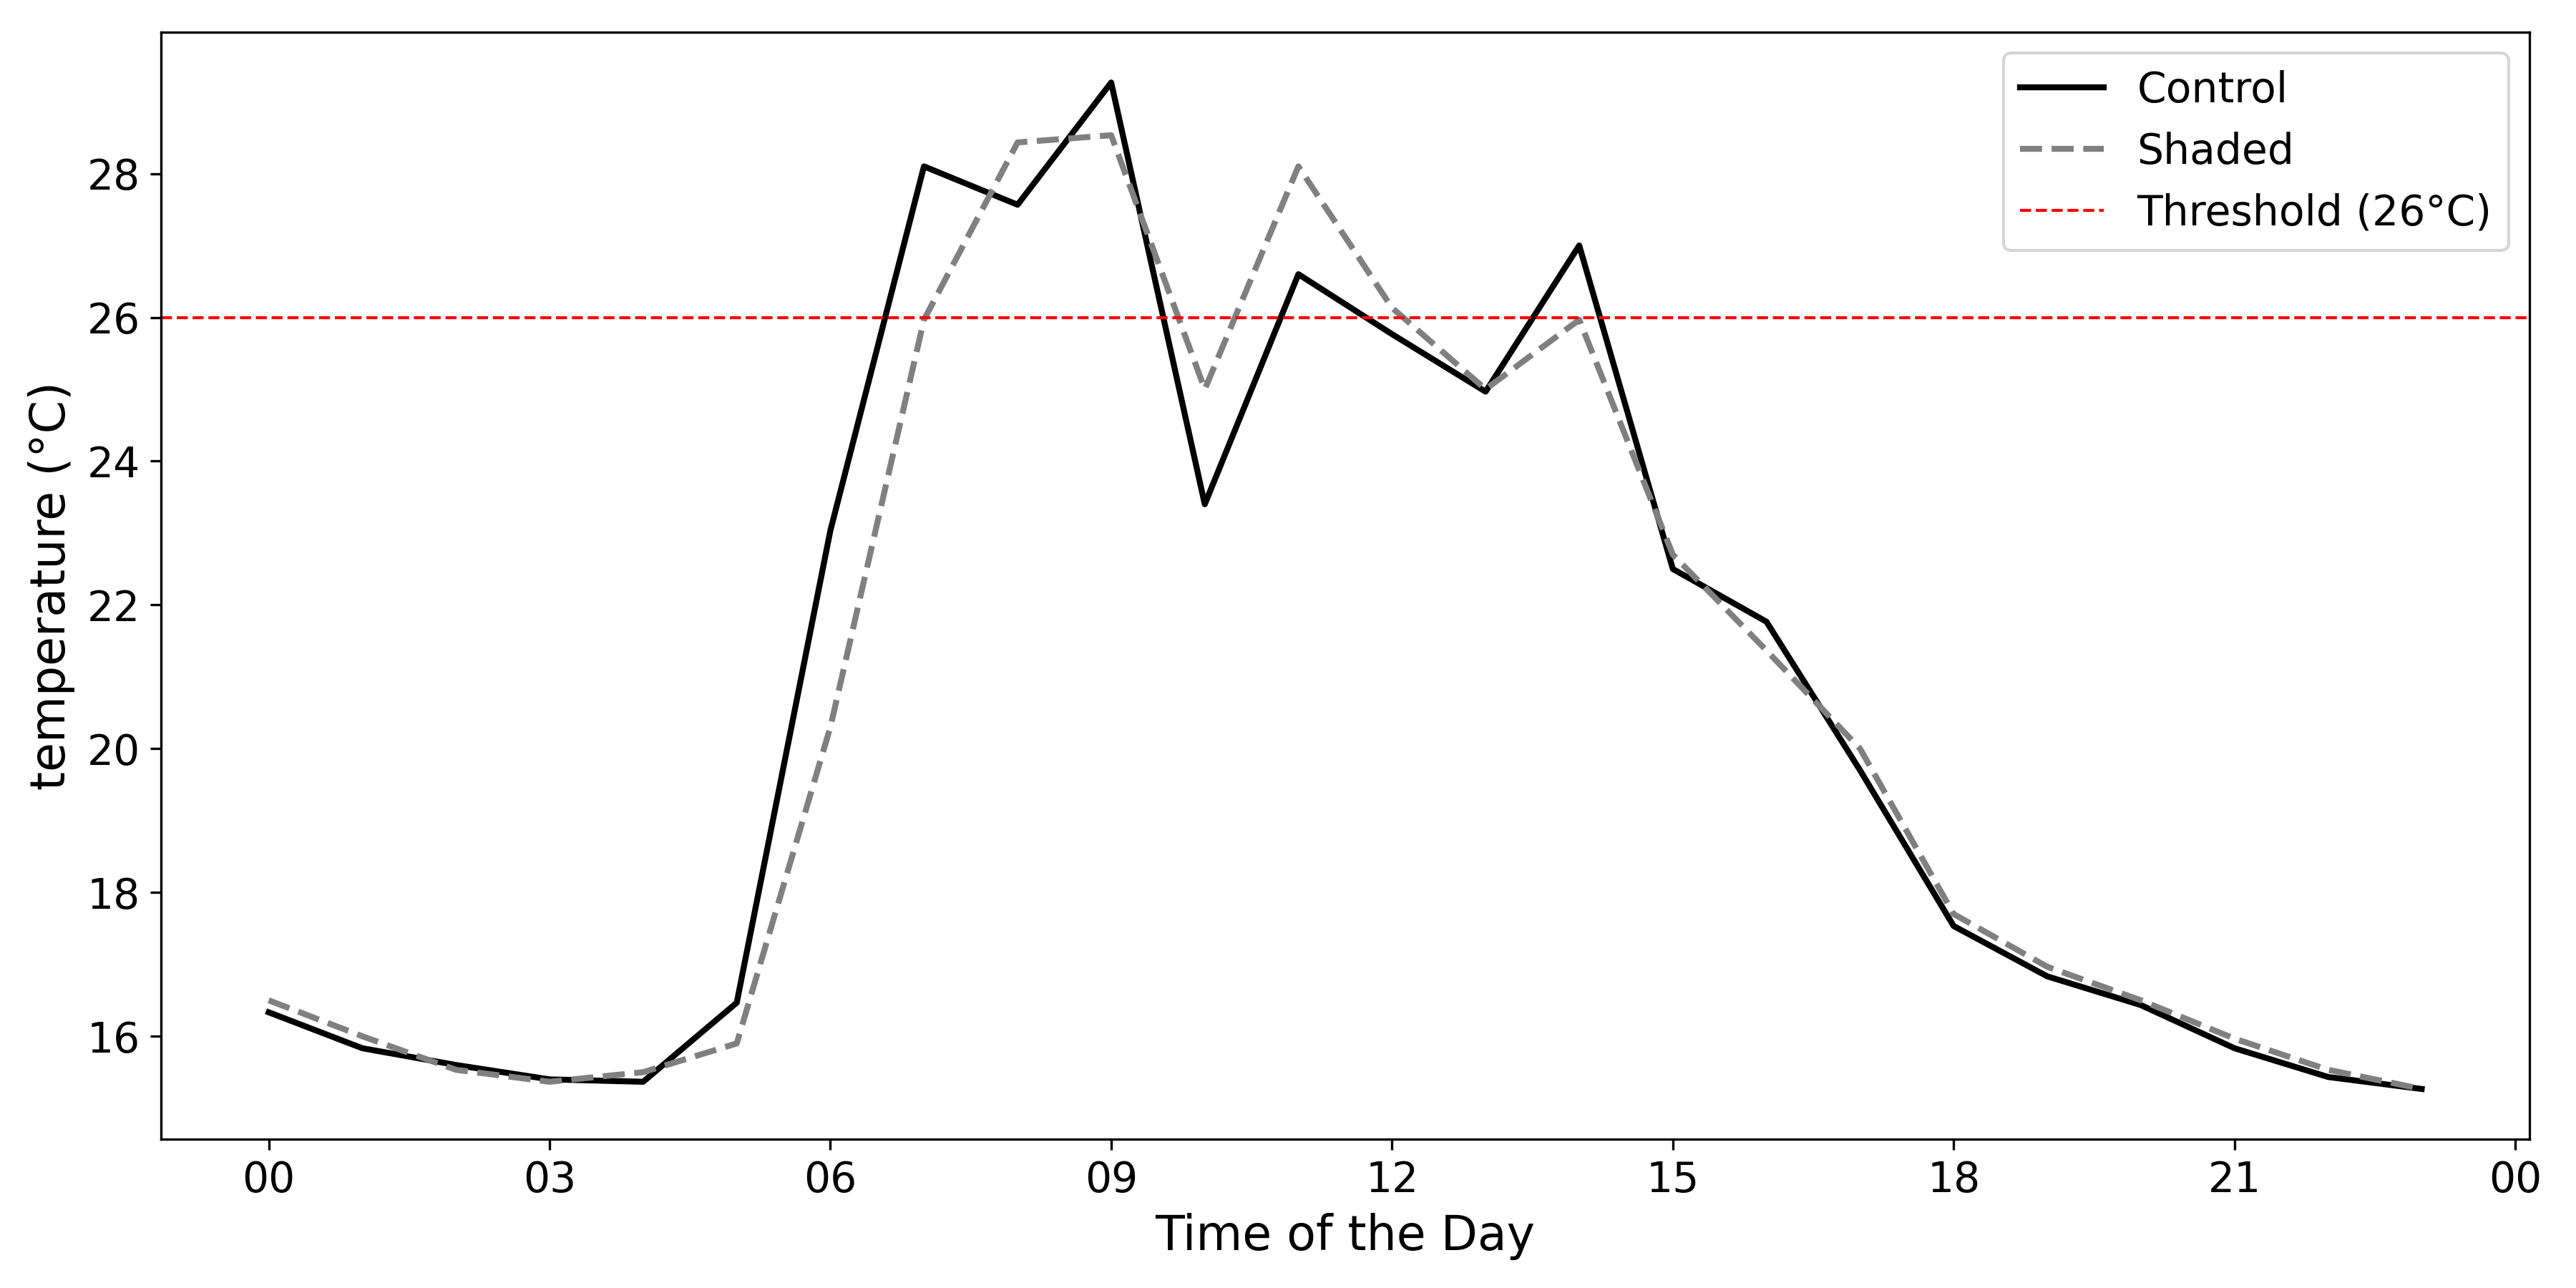 Control
Shaded
Threshold (26°C)
temperature (°C)
28
26
24
22
20
18
16
00 03 06 09 12 15 18 21 00
Time of the Day